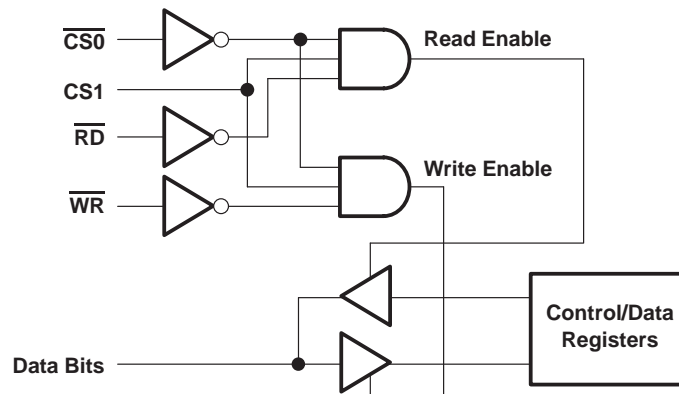 CS0
Read Enable
CS1
RD
Write Enable
WR
Control/Data
Registers
Data Bits